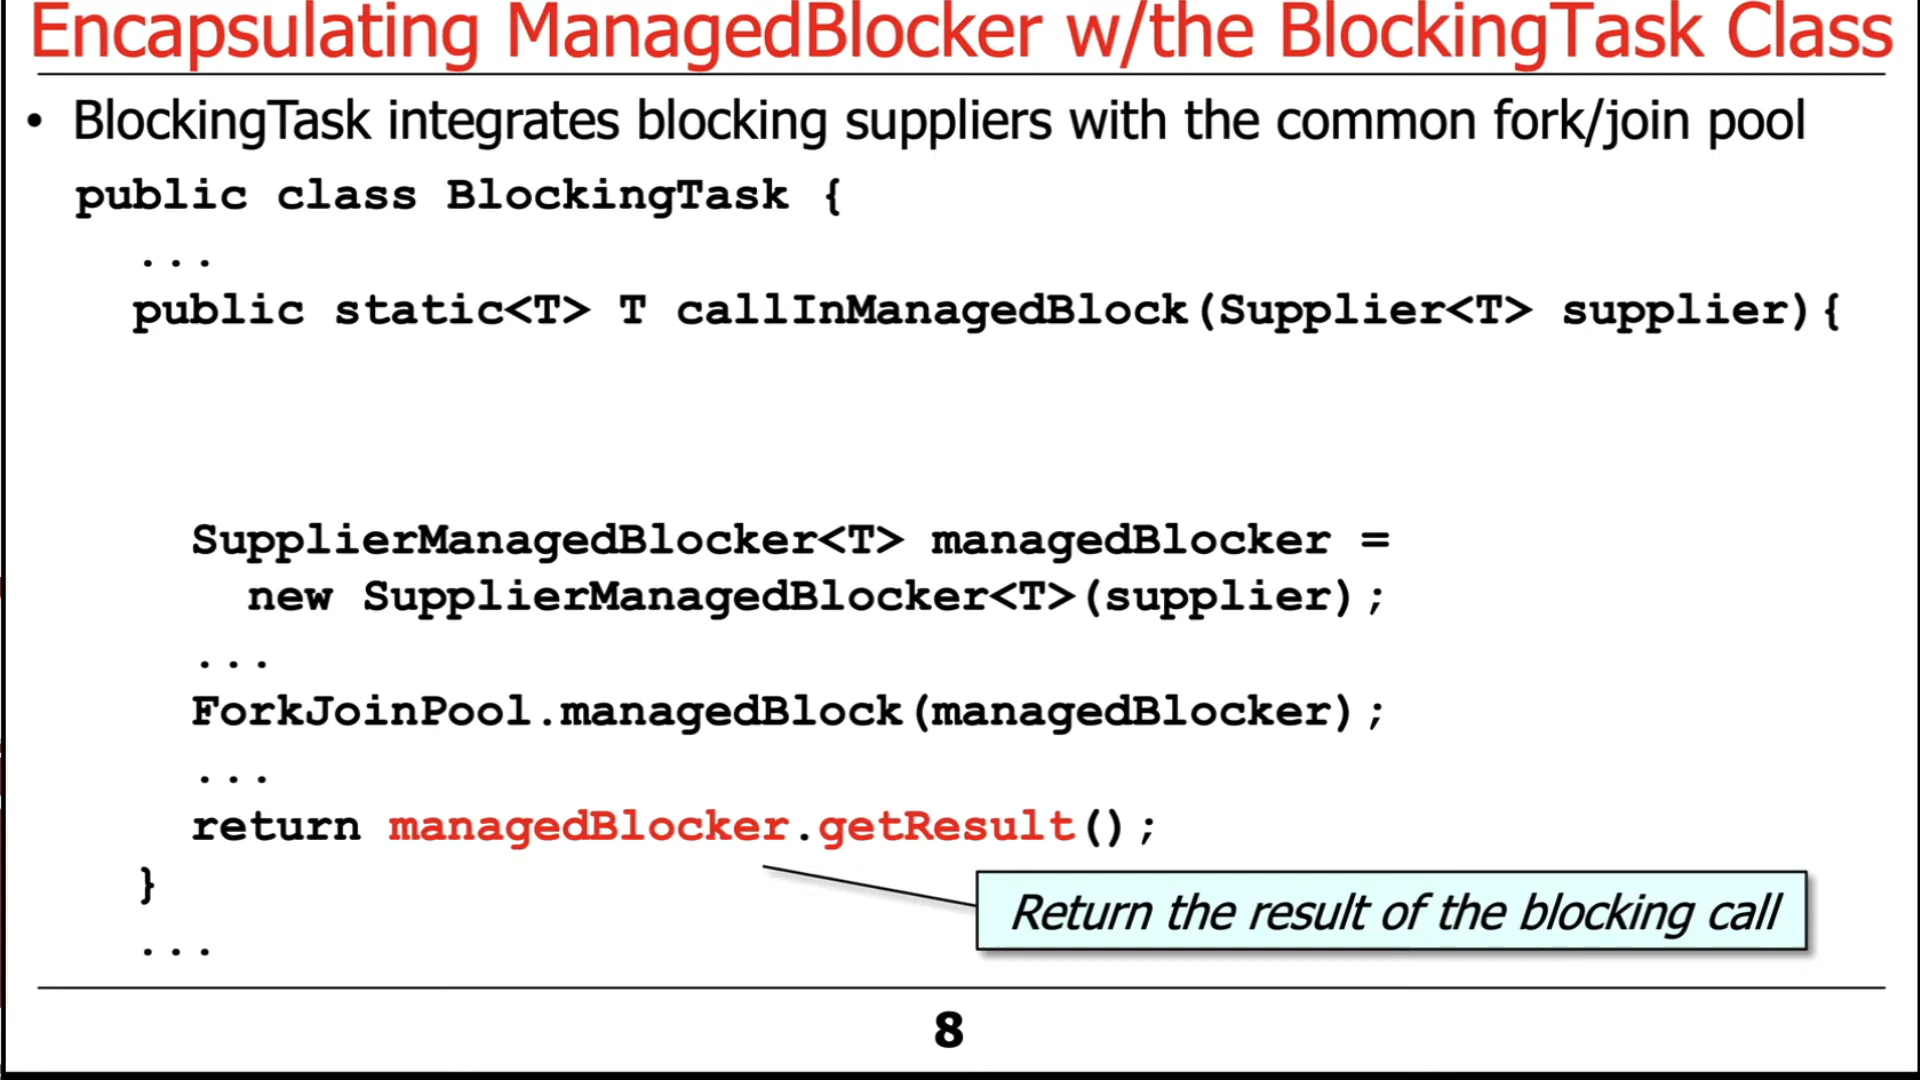 Encapsulating ManagedBlocker w/the BlockingTask Class
• BlockingTask integrates blocking suppliers with the common fork/join pool
public class BlockingTask {
...
public static<T> T callInManagedBlock(Supplier<T> supplier){
SupplierManagedBlocker<T> managedBlocker =
new SupplierManagedBlocker<T>(supplier);
...
ForkJoinPool.managedBlock(managedBlocker);
...
return managedBlocker.getResult();
}
Return the result of the blocking call
...
8